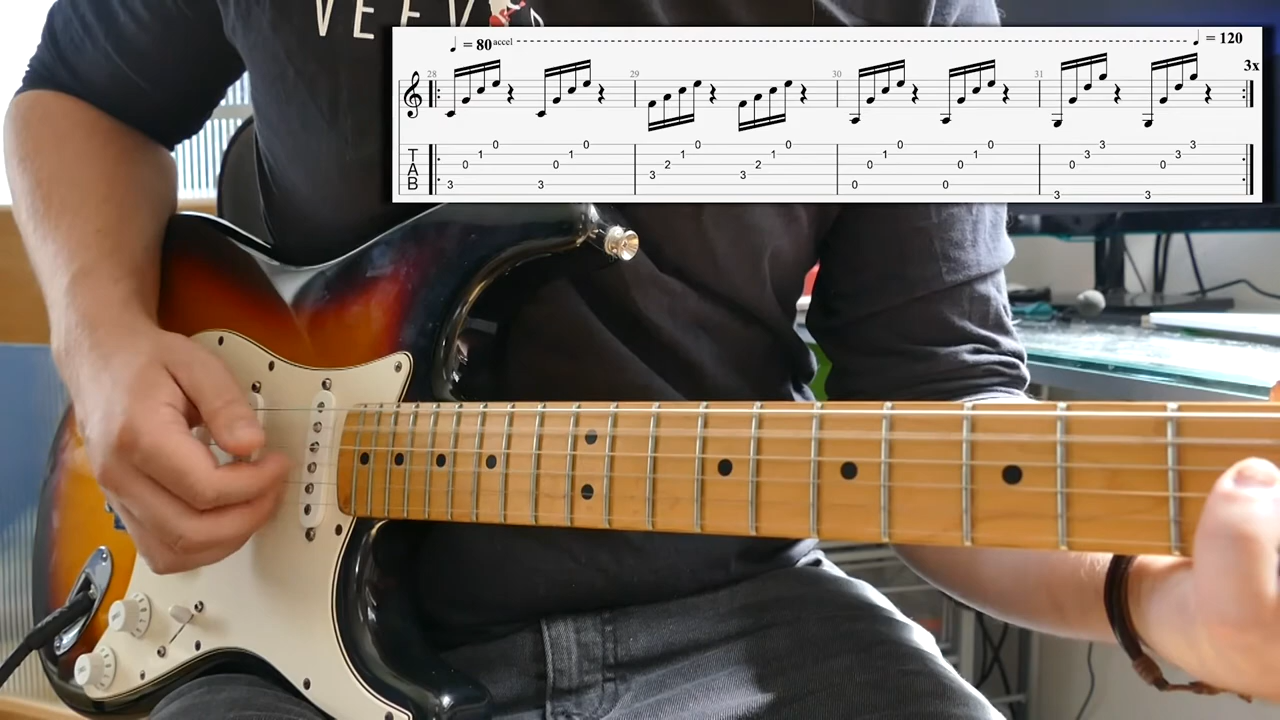 VEEV
♩ = 80 accel
♩ = 120
3x
28 29 30 31
T 0 0 0 0 0 0 3 3
A 1 1 1 1 1 1 3 3
B 0 0 2 2 0 0 0 0
3 3
3 3 0 0
3 3